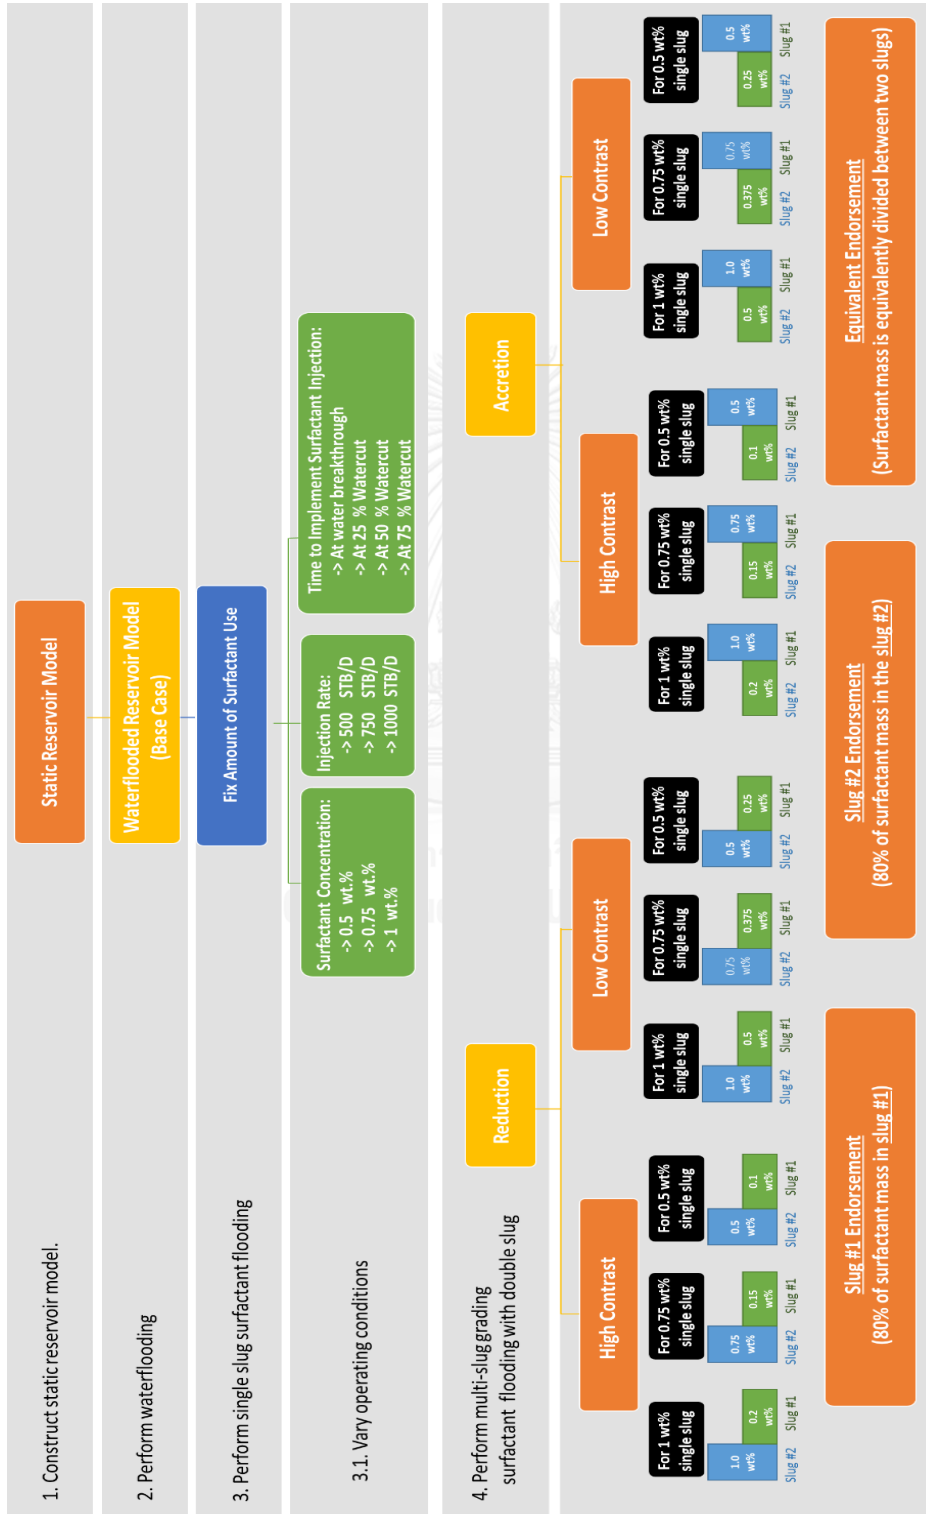 1. Construct static reservoir model.
Static Reservoir Model
2. Perform waterflooding
Waterflooded Reservoir Model
(Base Case)
3. Perform single slug surfactant flooding
Fix Amount of Surfactant Use
3.1. Vary operating conditions
Surfactant Concentration:
-> 0.5 wt.%
-> 0.75 wt.%
-> 1 wt.%
Injection Rate:
-> 500 STB/D
-> 750 STB/D
-> 1000 STB/D
Time to Implement Surfactant Injection:
-> At water breakthrough
-> At 25 % Watercut
-> At 50 % Watercut
-> At 75 % Watercut
4. Perform multi-slug grading
surfactant flooding with double slug
Reduction
Accretion
High Contrast
Low Contrast
High Contrast
Low Contrast
For 1 wt%
single slug
1.0
wt%
0.2
wt%
Slug #2
Slug #1
For 0.75 wt%
single slug
0.75
wt%
0.15
wt%
Slug #2
Slug #1
For 0.5 wt%
single slug
0.5
wt%
0.1
wt%
Slug #2
Slug #1
For 1 wt%
single slug
1.0
wt%
0.5
wt%
Slug #2
Slug #1
For 0.75 wt%
single slug
0.75
wt%
0.375
wt%
Slug #2
Slug #1
For 0.5 wt%
single slug
0.5
wt%
0.25
wt%
Slug #2
Slug #1
For 1 wt%
single slug
0.2
wt%
1.0
wt%
Slug #2
Slug #1
For 0.75 wt%
single slug
0.15
wt%
0.75
wt%
Slug #2
Slug #1
For 0.5 wt%
single slug
0.1
wt%
0.5
wt%
Slug #2
Slug #1
For 1 wt%
single slug
0.5
wt%
1.0
wt%
Slug #2
Slug #1
For 0.75 wt%
single slug
0.375
wt%
0.75
wt%
Slug #2
Slug #1
For 0.5 wt%
single slug
0.25
wt%
0.5
wt%
Slug #2
Slug #1
Slug #1 Endorsement
(80% of surfactant mass in slug #1)
Slug #2 Endorsement
(80% of surfactant mass in the slug #2)
Equivalent Endorsement
(Surfactant mass is equivalently divided between two slugs)